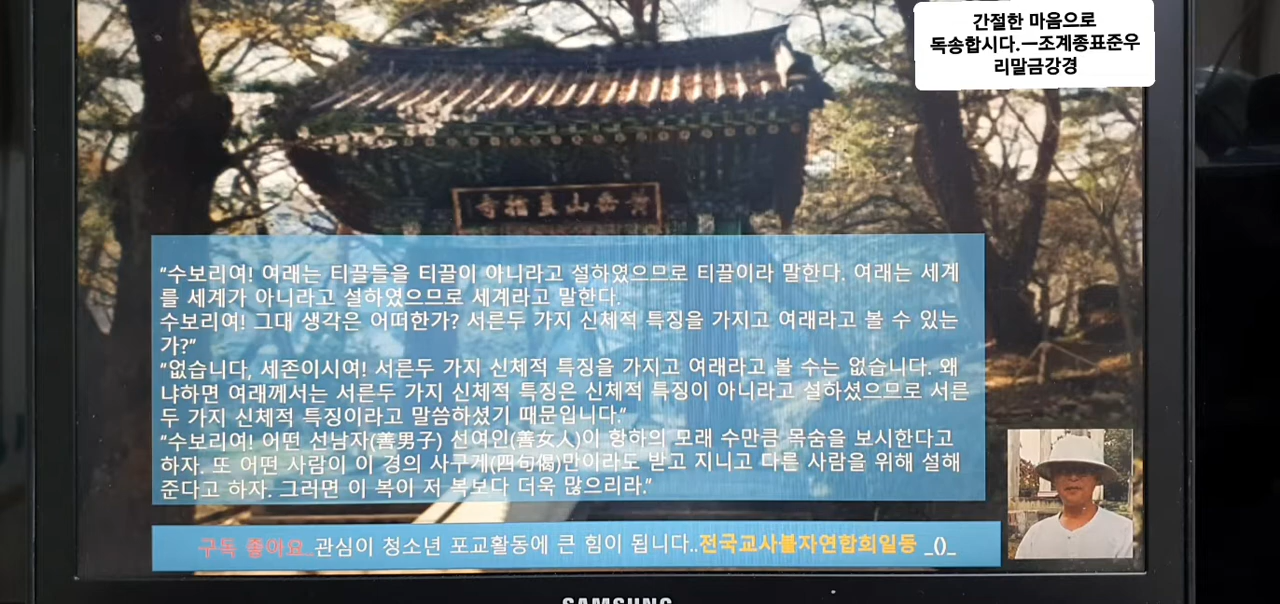 간절한 마음으로
독송합시다.ㅡ조계종표준우
리말금강경
黃岳山直指寺
“수보리여! 여래는 티끌들을 티끌이 아니라고 설하였으므로 티끌이라 말한다. 여래는 세계
를 세계가 아니라고 설하였으므로 세계라고 말한다.
수보리여! 그대 생각은 어떠한가? 서른두 가지 신체적 특징을 가지고 여래라고 볼 수 있는
가?”
“없습니다, 세존이시여! 서른두 가지 신체적 특징을 가지고 여래라고 볼 수는 없습니다. 왜
냐하면 여래께서는 서른두 가지 신체적 특징은 신체적 특징이 아니라고 설하셨으므로 서른
두 가지 신체적 특징이라고 말씀하셨기 때문입니다.”
“수보리여! 어떤 선남자(善男子) 선여인(善女人)이 항하의 모래 수만큼 목숨을 보시한다고
하자. 또 어떤 사람이 이 경의 사구게(四句偈)만이라도 받고 지니고 다른 사람을 위해 설해
준다고 하자. 그러면 이 복이 저 복보다 더욱 많으리라.”
구독 좋아요..관심이 청소년 포교활동에 큰 힘이 됩니다..전국교사불자연합회일동 _()_
SAMSUNG